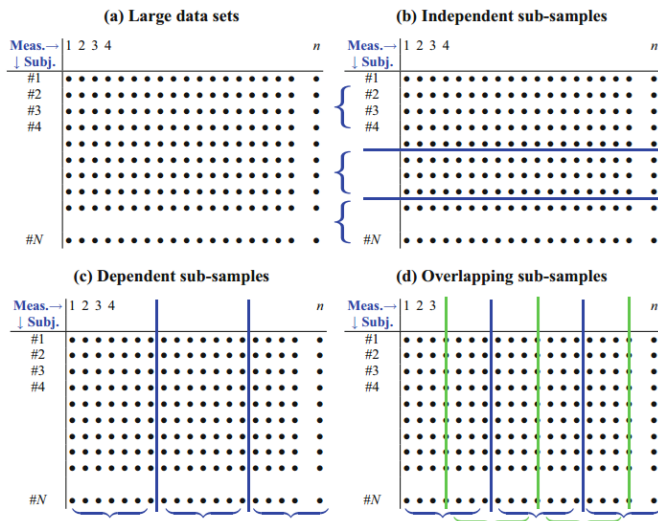 (a) Large data sets
Meas.→ 1 2 3 4 n
↓ Subj.
#1
#2
#3
#4
#N
(b) Independent sub-samples
Meas.→ 1 2 3 4 n
↓ Subj.
#1
#2
#3
#4
#N
(c) Dependent sub-samples
Meas.→ 1 2 3 4 n
↓ Subj.
#1
#2
#3
#4
#N
(d) Overlapping sub-samples
Meas.→ 1 2 3 n
↓ Subj.
#1
#2
#3
#4
#N